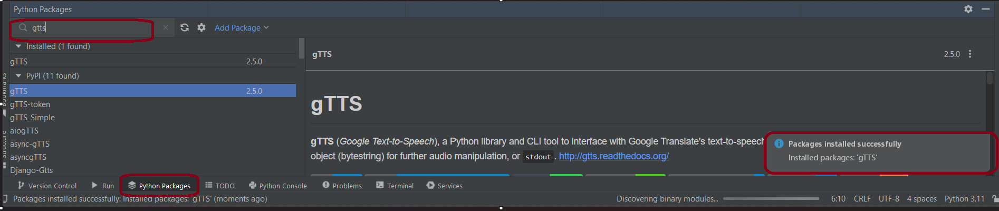 Python Packages
gtts
Add Package
Installed (1 found)
gTTS 2.5.0
PyPI (11 found)
gTTS 2.5.0
gTTS-token
gTTS_Simple
aiogTTS
async-gTTS
asyncgTTS
Django-Gtts
gTTS 2.5.0
gTTS
gTTS (Google Text-to-Speech), a Python library and CLI tool to interface with Google Translate's text-to-speech
object (bytestring) for further audio manipulation, or stdout . http://gtts.readthedocs.org/
Packages installed successfully
Installed packages: 'gTTS'
Bookmarks
Structure
Version Control Run Python Packages TODO Python Console Problems Terminal Services
Packages installed successfully: Installed packages: 'gTTS' (moments ago) Discovering binary modules... 6:10 CRLF UTF-8 4 spaces Python 3.11